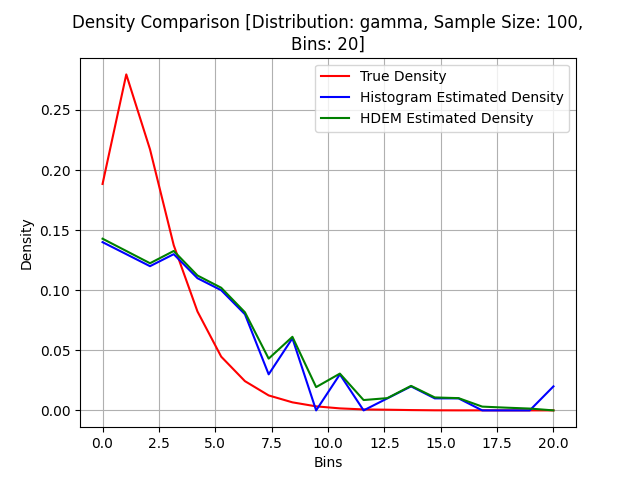 Density Comparison [Distribution: gamma, Sample Size: 100,
Bins: 20]
True Density
Histogram Estimated Density
HDEM Estimated Density
Density
0.25
0.20
0.15
0.10
0.05
0.00
0.0 2.5 5.0 7.5 10.0 12.5 15.0 17.5 20.0
Bins